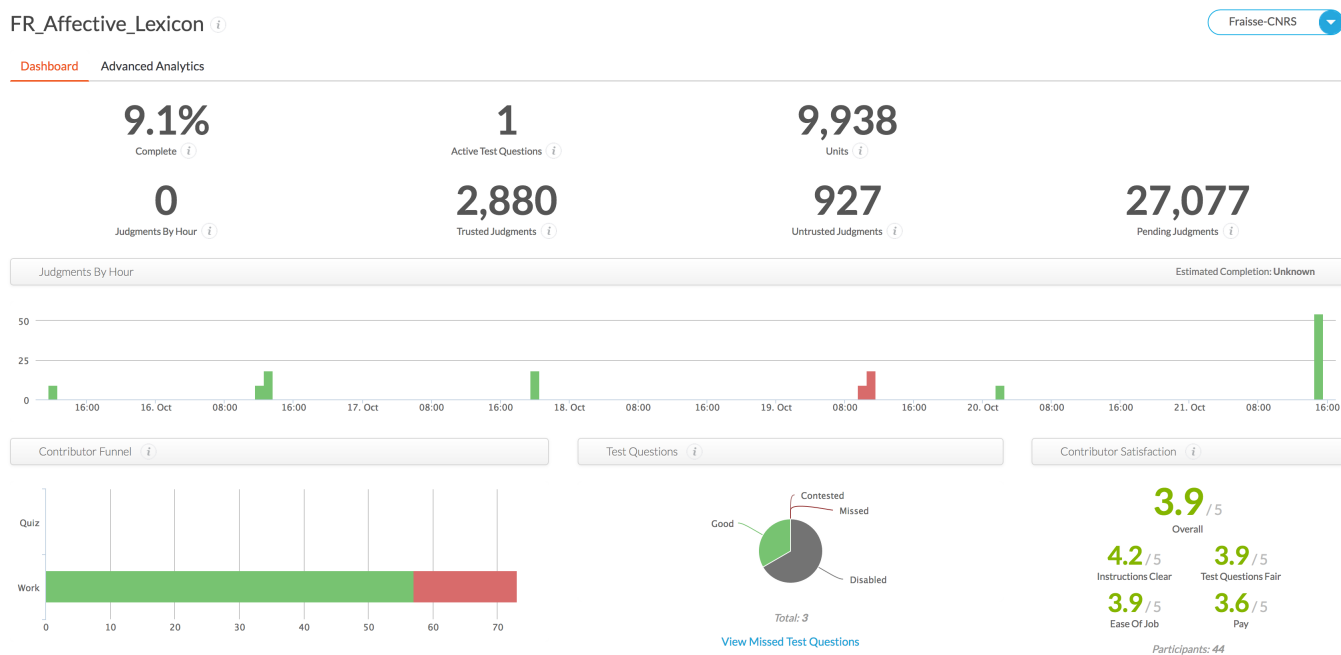 FR_Affective_Lexicon i
Fraisse-CNRS
Dashboard Advanced Analytics
9.1% 1 9,938
Complete i Active Test Questions i Units i
0 2,880 927 27,077
Judgments By Hour i Trusted Judgments i Untrusted Judgments i Pending Judgments i
Judgments By Hour Estimated Completion: Unknown
50
25
0
16:00 16. Oct 08:00 16:00 17. Oct 08:00 16:00 18. Oct 08:00 16:00 19. Oct 08:00 16:00 20. Oct 08:00 16:00 21. Oct 08:00 16:00
Contributor Funnel i Test Questions i Contributor Satisfaction i
Quiz
Work
0 10 20 30 40 50 60 70
Contested
Missed
Good
Disabled
Total: 3
View Missed Test Questions
3.9 / 5
Overall
4.2 / 5 3.9 / 5
Instructions Clear Test Questions Fair
3.9 / 5 3.6 / 5
Ease Of Job Pay
Participants: 44